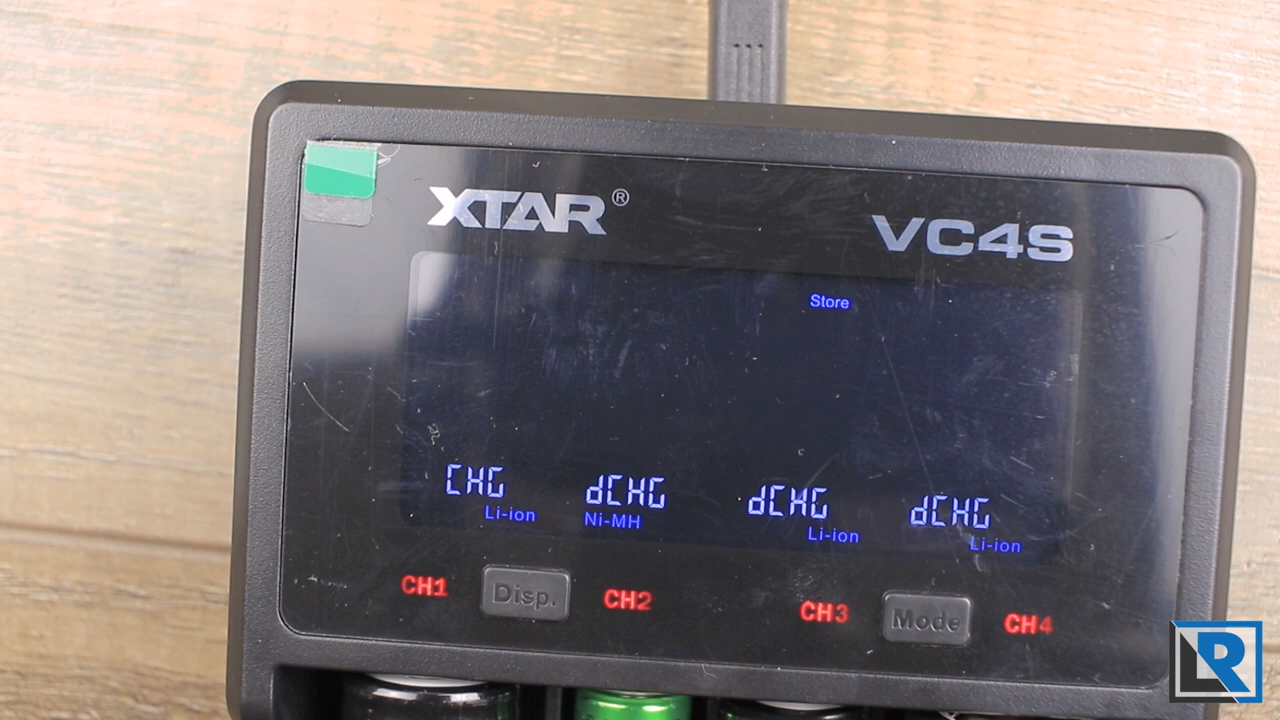 XTAR®
VC4S
Store
CHG dCHG dCHG dCHG
Li-ion Ni-MH Li-ion Li-ion
CH1 Disp. CH2 CH3 Mode CH4
LR